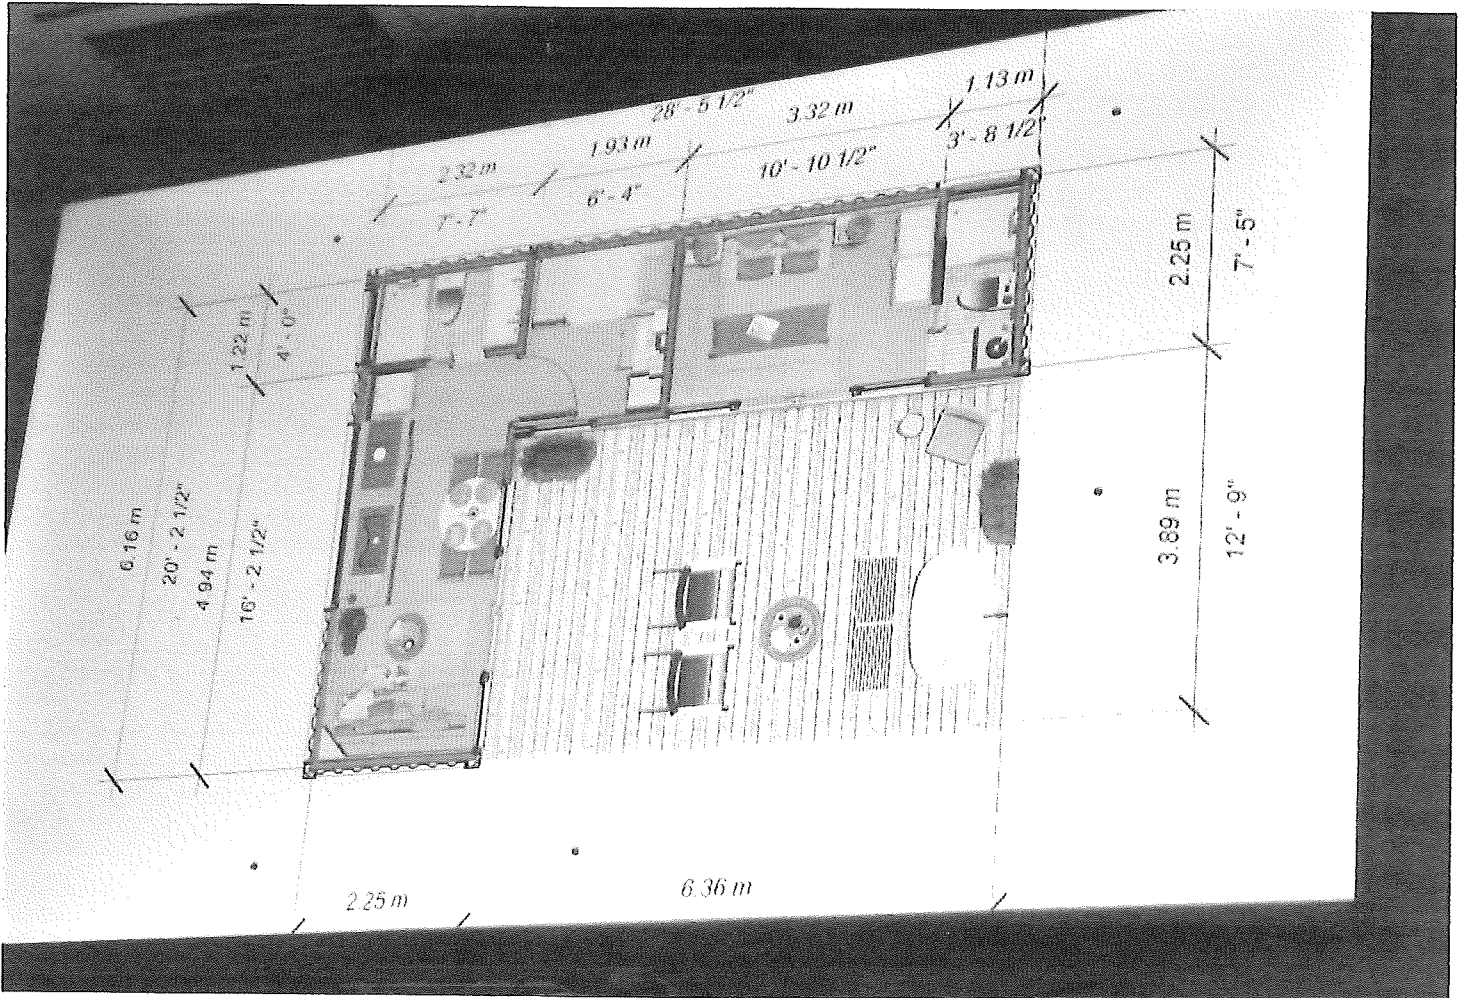 1.13 m
28' - 5 1/2"
3.32 m
3' - 8 1/2"
1.93 m
10' - 10 1/2"
2.32 m
6' - 4"
7' - 7"
2.25 m
7' - 5"
1.22 m
4' - 0"
6.16 m
20' - 2 1/2"
4.94 m
16' - 2 1/2"
3.89 m
12' - 9"
2.25 m
6.36 m